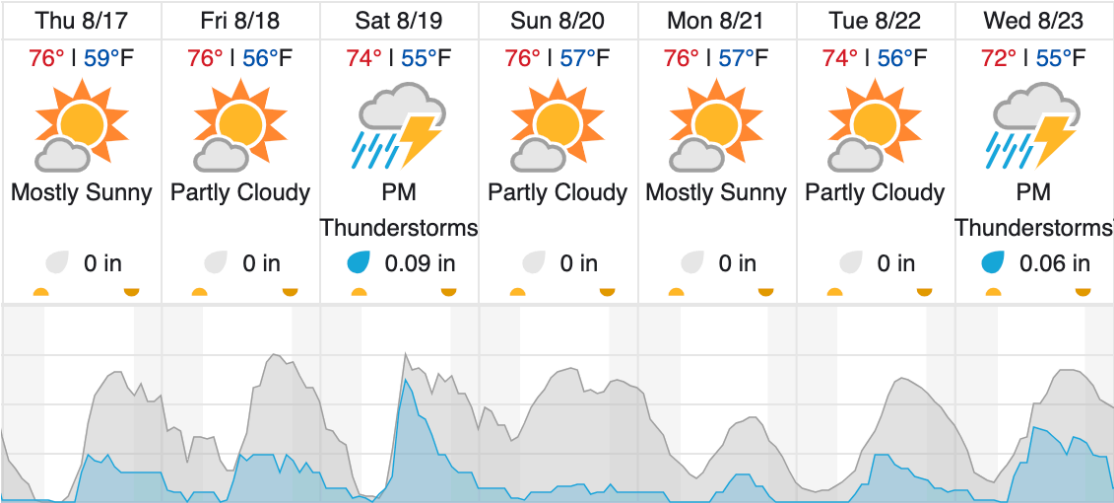 Thu 8/17 Fri 8/18 Sat 8/19 Sun 8/20 Mon 8/21 Tue 8/22 Wed 8/23
76° | 59°F 76° | 56°F 74° | 55°F 76° | 57°F 76° | 57°F 74° | 56°F 72° | 55°F
Mostly Sunny Partly Cloudy PM Partly Cloudy Mostly Sunny Partly Cloudy PM
Thunderstorms Thunderstorms
0 in 0 in 0.09 in 0 in 0 in 0 in 0.06 in